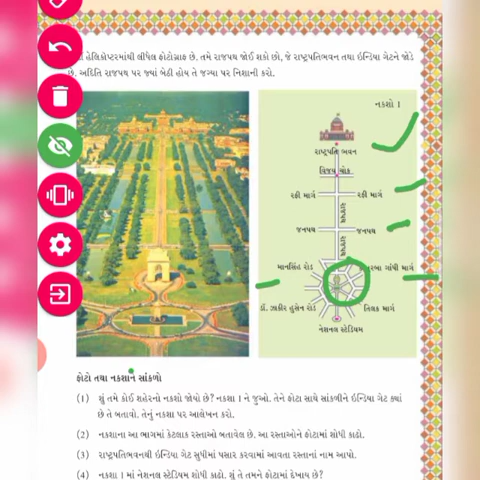 હેલિકોપ્ટરમાંથી લીધેલ ફોટોગ્રાફ છે. તમે રાજપથ જોઈ શકો છો, જે રાષ્ટ્રપતિભવન તથા ઇન્ડિયા ગેટને જોડે
છે. અદિતિ રાજપથ પર જ્યાં બેઠી હોય તે જગ્યા પર નિશાની કરો.
નકશો 1
રાષ્ટ્રપતિ ભવન
વિજય ચોક
રફી માર્ગ રફી માર્ગ
રાજપથ
જનપથ જનપથ
રાજપથ
માનસિંહ રોડ ગાંધી માર્ગ
ડૉ. ઝાકીર હુસેન રોડ તિલક માર્ગ
નેશનલ સ્ટેડિયમ
ફોટો તથા નકશાને સાંકળો
(1) શું તમે કોઈ શહેરનો નકશો જોયો છે? નકશા 1 ને જુઓ. તેને ફોટા સાથે સાંકળીને ઇન્ડિયા ગેટ ક્યાં
છે તે બતાવો. તેનું નકશા પર આલેખન કરો.
(2) નકશાના આ ભાગમાં કેટલાક રસ્તાઓ બતાવેલ છે. આ રસ્તાઓને ફોટામાં શોધી કાઢો.
(3) રાષ્ટ્રપતિભવનથી ઇન્ડિયા ગેટ સુધીમાં પસાર કરવામાં આવતા રસ્તાનાં નામ આપો.
(4) નકશા 1 માં નેશનલ સ્ટેડિયમ શોધી કાઢો. શું તે તમને ફોટામાં દેખાય છે?